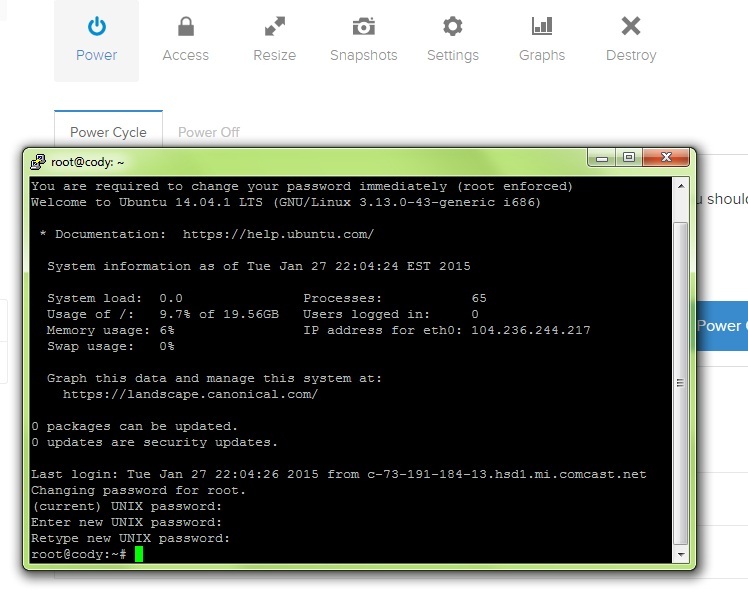 Power Access Resize Snapshots Settings Graphs Destroy
Power Cycle Power Off
root@cody: ~
You are required to change your password immediately (root enforced)
Welcome to Ubuntu 14.04.1 LTS (GNU/Linux 3.13.0-43-generic i686)
* Documentation:  https://help.ubuntu.com/
System information as of Tue Jan 27 22:04:24 EST 2015
System load:  0.0    Processes:    65
Usage of /:   9.7% of 19.56GB    Users logged in:    0
Memory usage: 6%    IP address for eth0: 104.236.244.217
Swap usage:   0%
Graph this data and manage this system at:
https://landscape.canonical.com/
0 packages can be updated.
0 updates are security updates.
Last login: Tue Jan 27 22:04:26 2015 from c-73-191-184-13.hsd1.mi.comcast.net
Changing password for root.
(current) UNIX password:
Enter new UNIX password:
Retype new UNIX password:
root@cody:~#
Power